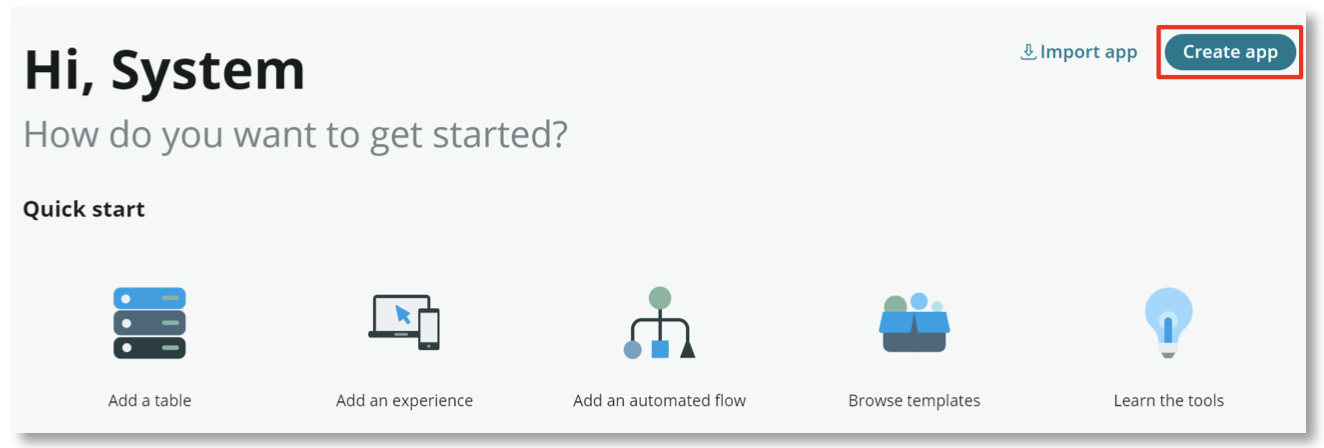 Hi, System
Import app
Create app
How do you want to get started?
Quick start
Add a table
Add an experience
Add an automated flow
Browse templates
Learn the tools